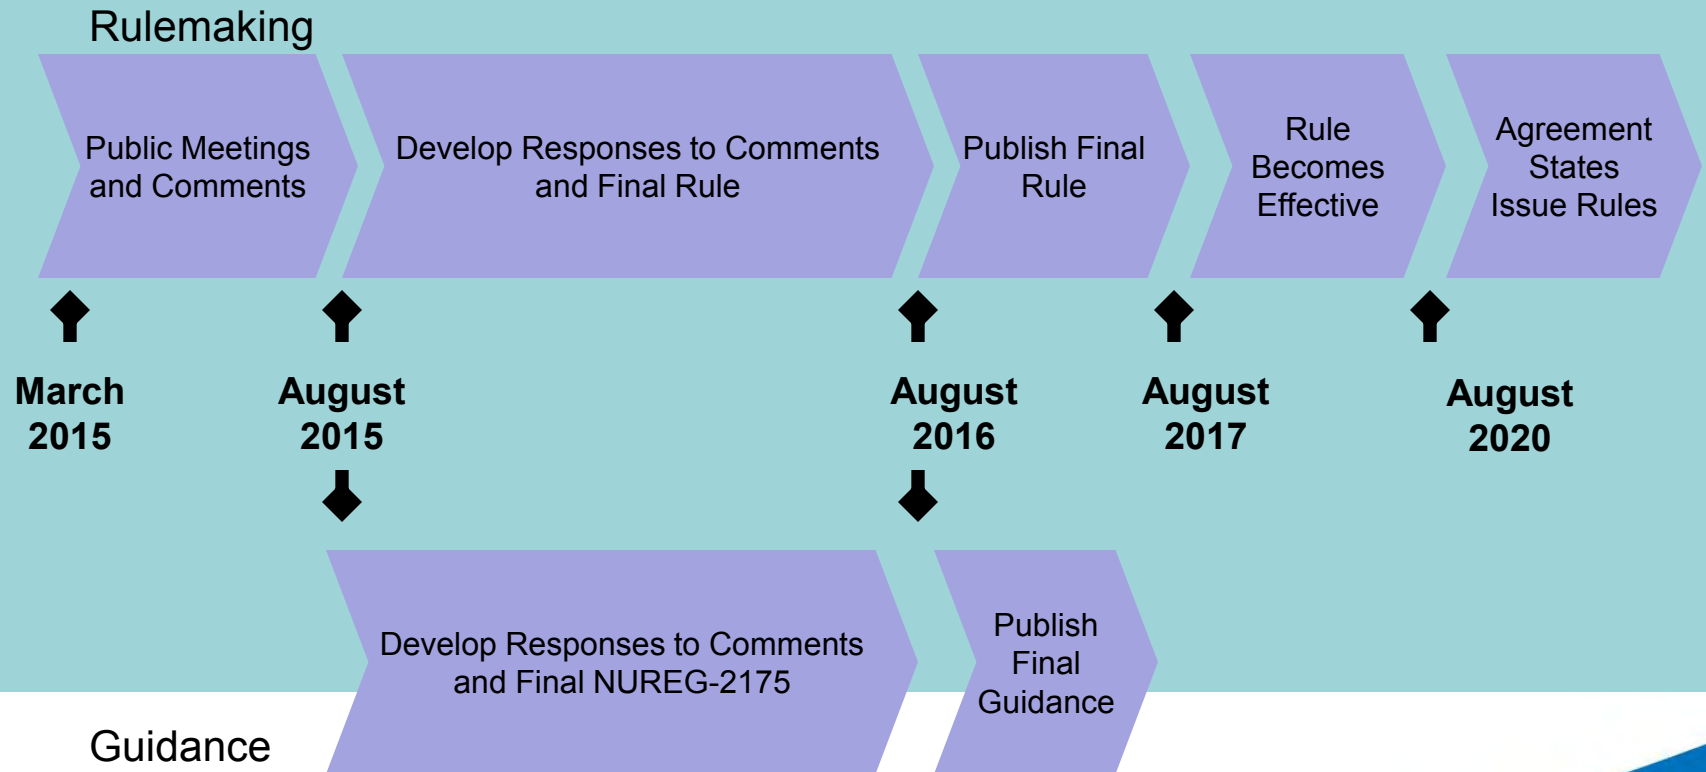 Rulemaking
Public Meetings
and Comments
Develop Responses to Comments
and Final Rule
Publish Final
Rule
Rule
Becomes
Effective
Agreement
States
Issue Rules
March
2015
August
2015
August
2016
August
2017
August
2020
Develop Responses to Comments
and Final NUREG-2175
Publish
Final
Guidance
Guidance